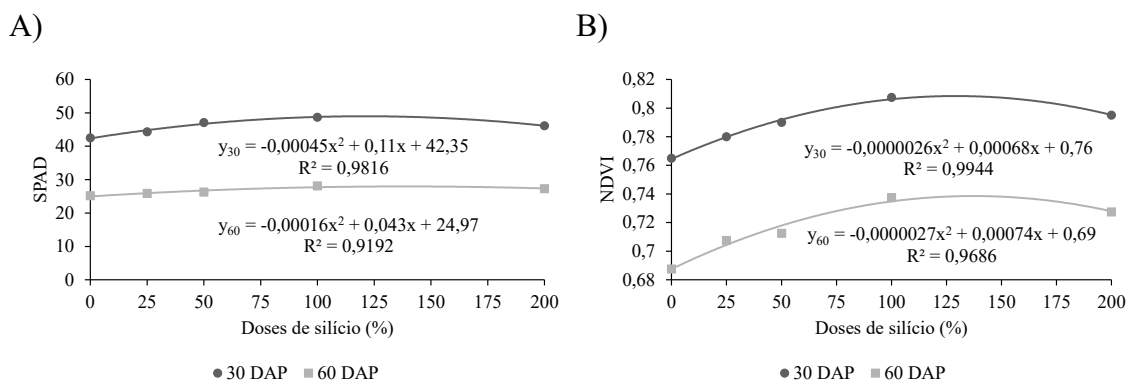 A)
SPAD
60
50
40
30
20
10
0
y30 = -0,00045x² + 0,11x + 42,35
R² = 0,9816
y60 = -0,00016x² + 0,043x + 24,97
R² = 0,9192
0 25 50 75 100 125 150 175 200
Doses de silício (%)
30 DAP 60 DAP
B)
NDVI
0,82
0,8
0,78
0,76
0,74
0,72
0,7
0,68
y30 = -0,0000026x² + 0,00068x + 0,76
R² = 0,9944
y60 = -0,0000027x² + 0,00074x + 0,69
R² = 0,9686
0 25 50 75 100 125 150 175 200
Doses de silício (%)
30 DAP 60 DAP